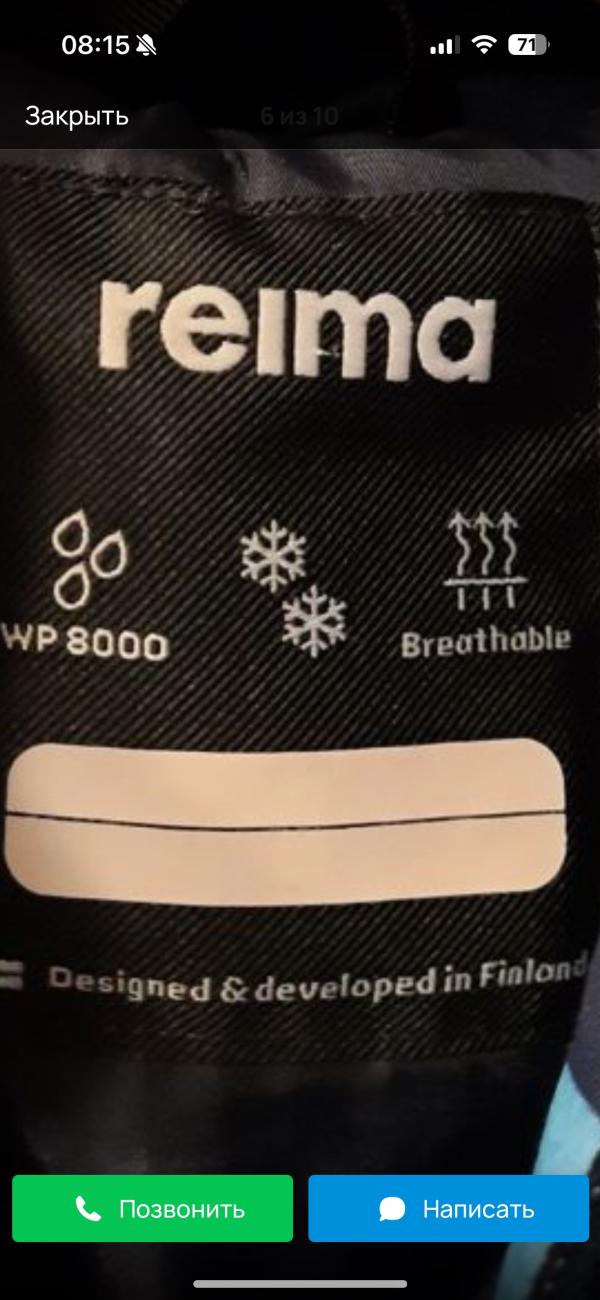 08:15
71
Закрыть
6 из 10
reima
WP 8000
Breathable
Designed & developed in Finland
Позвонить
Написать